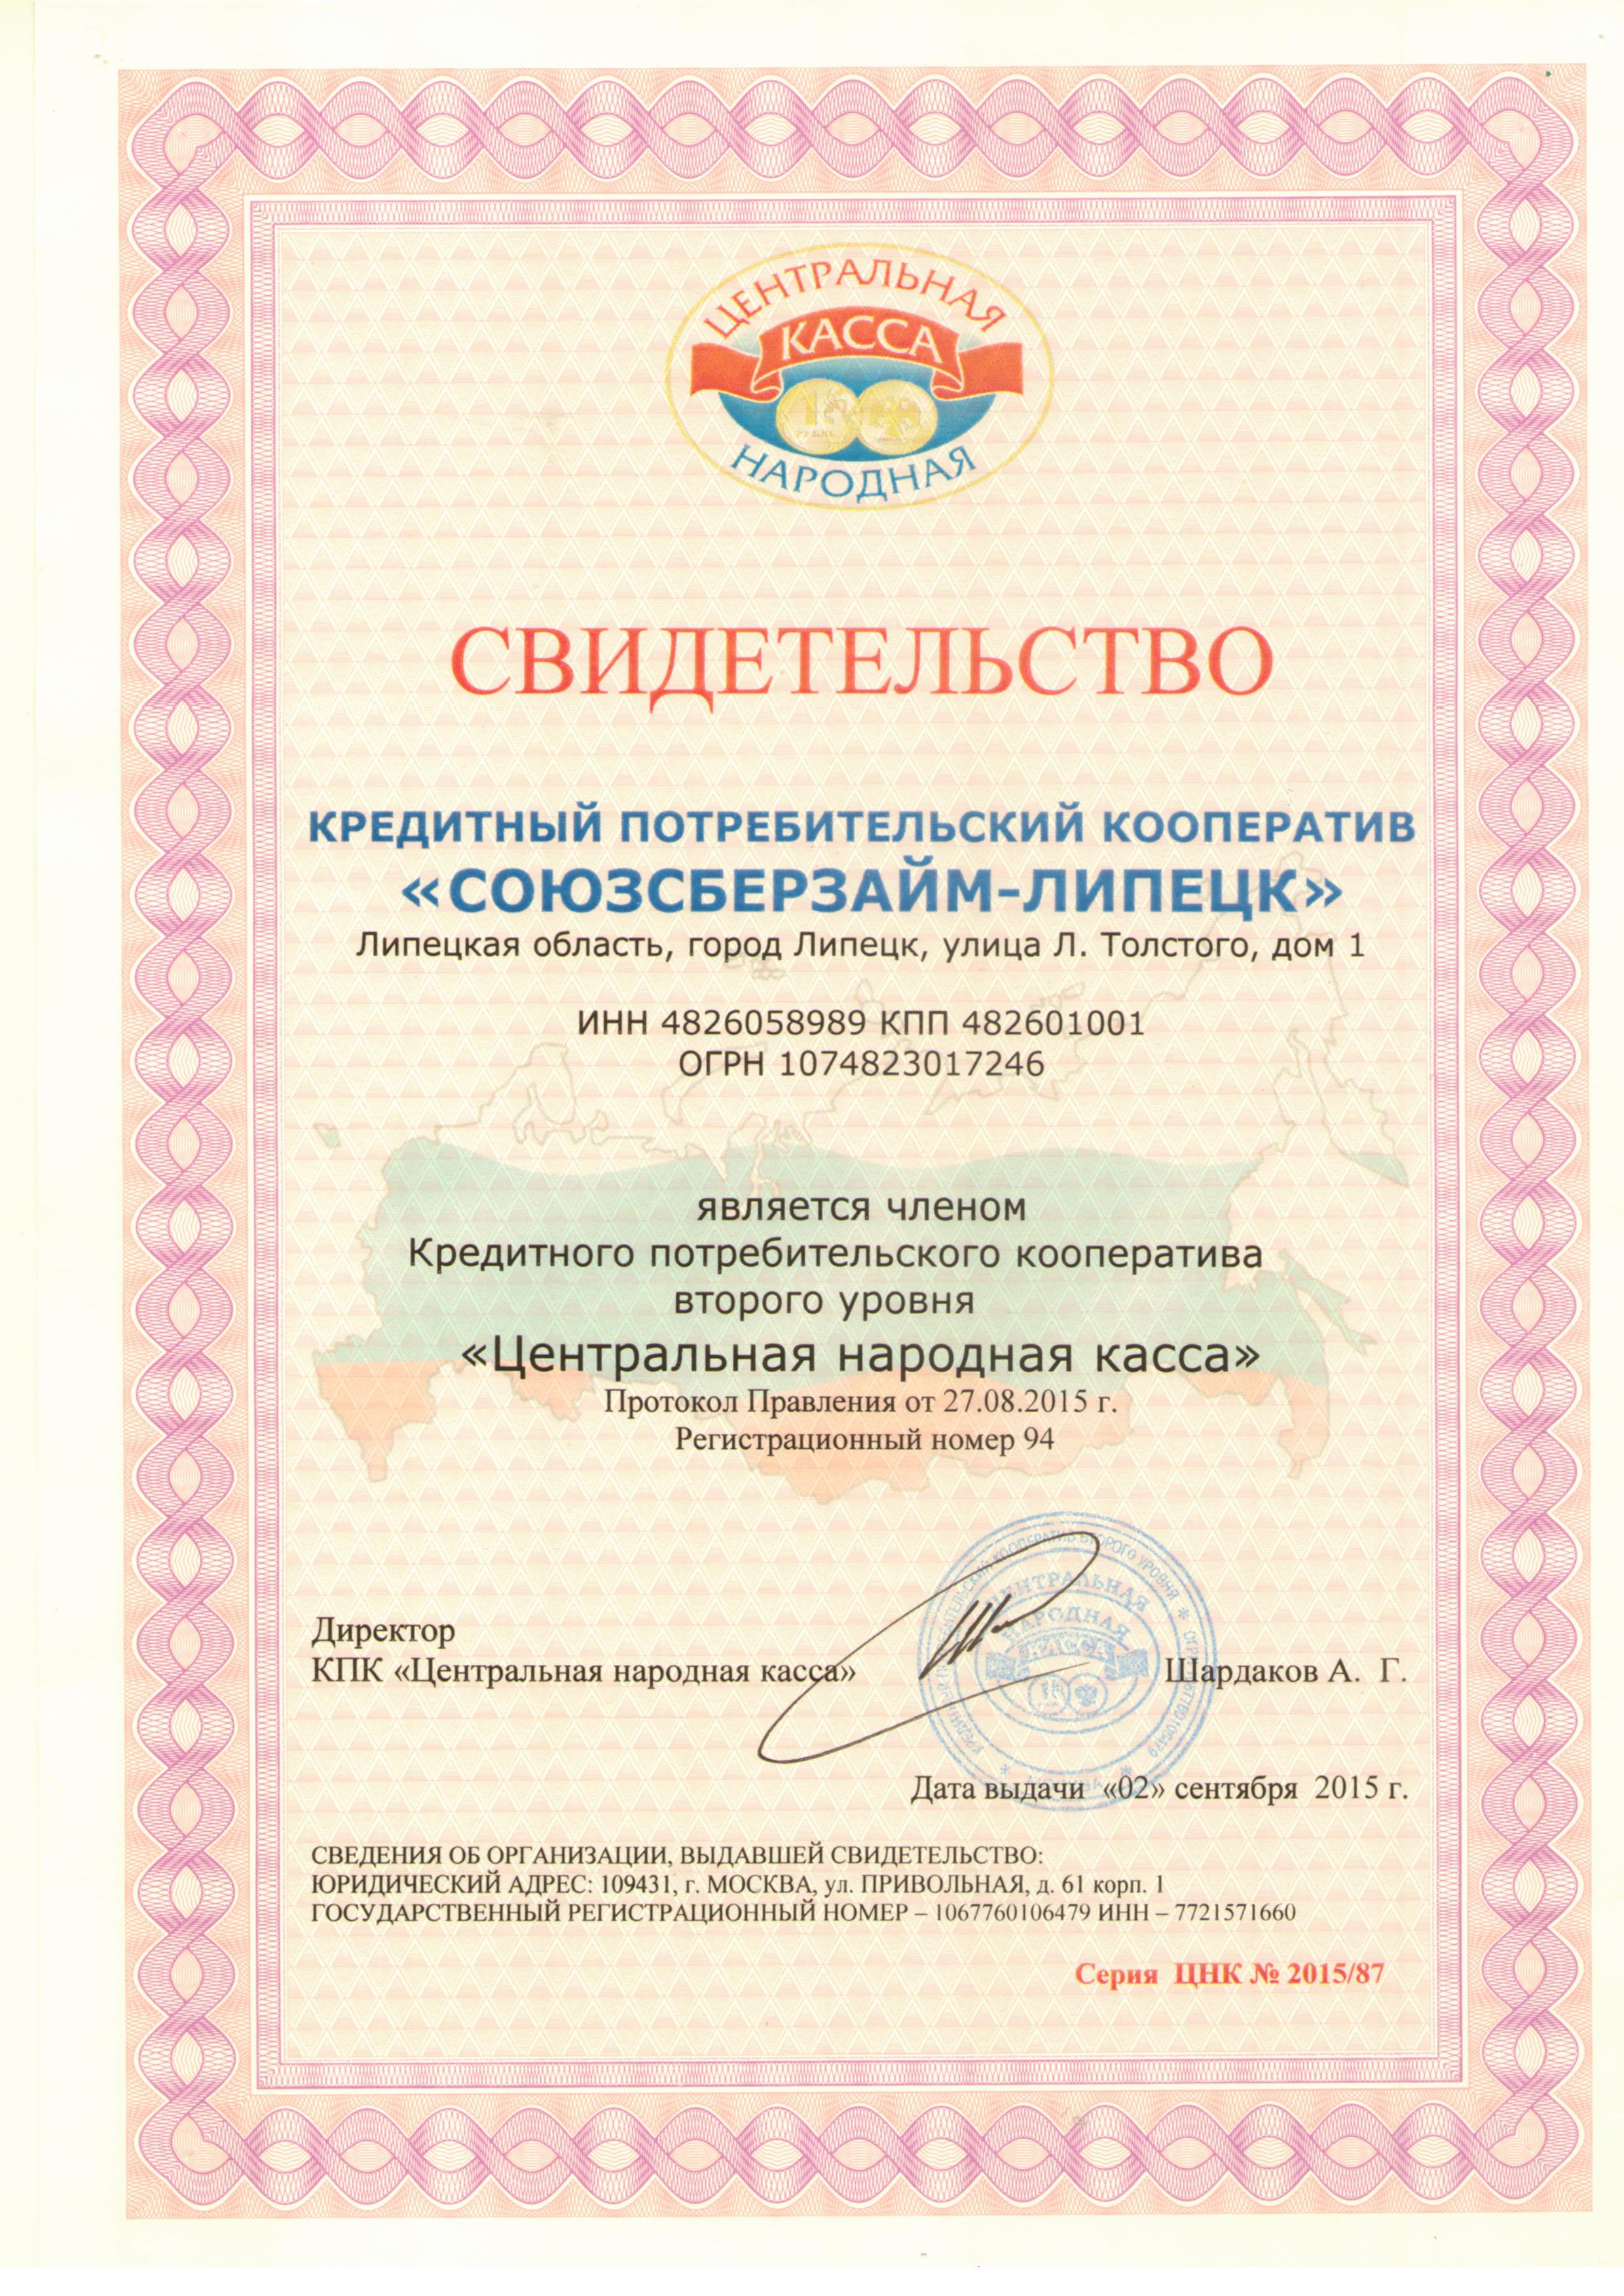 ЦЕНТРАЛЬНАЯ
КАССА
НАРОДНАЯ
СВИДЕТЕЛЬСТВО
КРЕДИТНЫЙ ПОТРЕБИТЕЛЬСКИЙ КООПЕРАТИВ
«СОЮЗСБЕРЗАЙМ-ЛИПЕЦК»
Липецкая область, город Липецк, улица Л. Толстого, дом 1
ИНН 4826058989 КПП 482601001
ОГРН 1074823017246
является членом
Кредитного потребительского кооператива
второго уровня
«Центральная народная касса»
Протокол Правления от 27.08.2015 г.
Регистрационный номер 94
Директор
КПК «Центральная народная касса»
Шардаков А. Г.
КООПЕРАТИВ ВТОРОГО УРОВНЯ
ЦЕНТРАЛЬНАЯ
НАРОДНАЯ
КАССА
Дата выдачи «02» сентября 2015 г.
СВЕДЕНИЯ ОБ ОРГАНИЗАЦИИ, ВЫДАВШЕЙ СВИДЕТЕЛЬСТВО:
ЮРИДИЧЕСКИЙ АДРЕС: 109431, г. МОСКВА, ул. ПРИВОЛЬНАЯ, д. 61 корп. 1
ГОСУДАРСТВЕННЫЙ РЕГИСТРАЦИОННЫЙ НОМЕР – 1067760106479 ИНН – 7721571660
Серия ЦНК № 2015/87